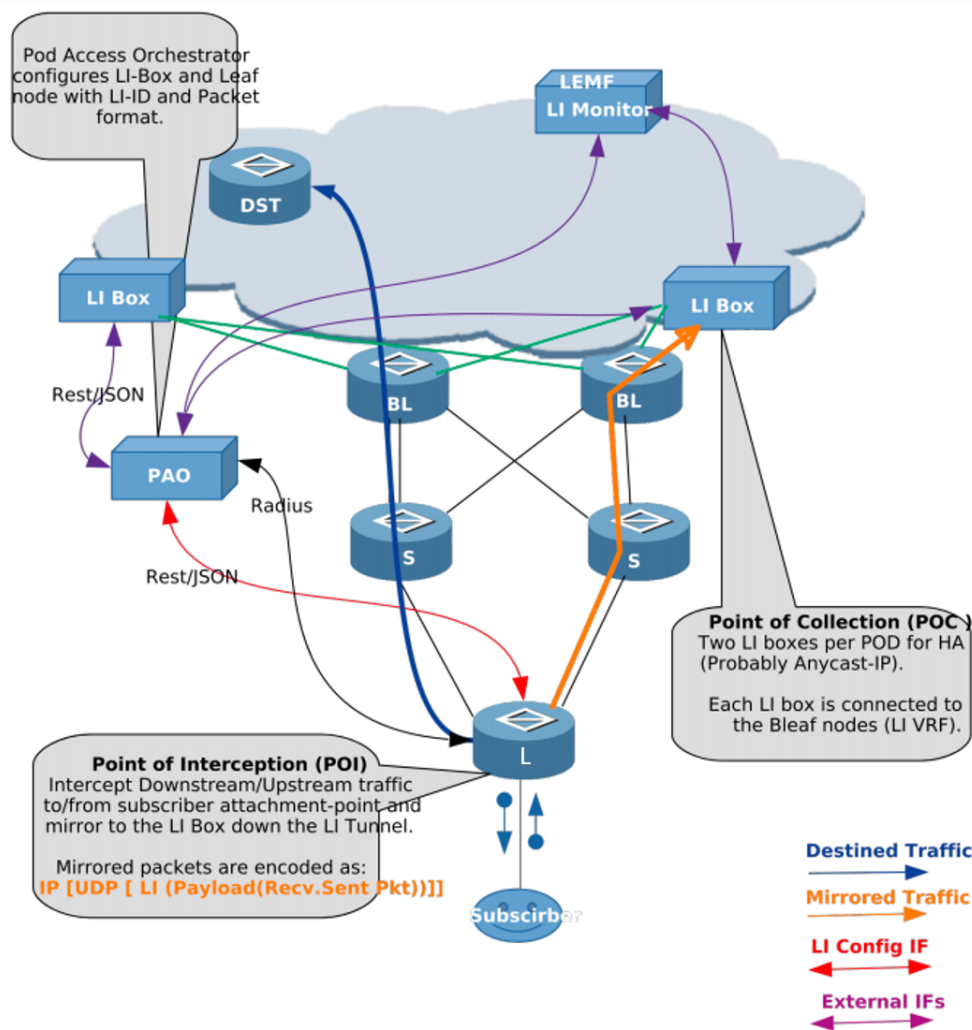 Pod Access Orchestrator
configures LI-Box and Leaf
node with LI-ID and Packet
format.
LEMF
LI Monitor
DST
LI Box
LI Box
BL
BL
Rest/JSON
PAO
Radius
S
S
Rest/JSON
Point of Collection (POC )
Two LI boxes per POD for HA
(Probably Anycast-IP).
Each LI box is connected to
the Bleaf nodes (LI VRF).
L
Point of Interception (POI)
Intercept Downstream/Upstream traffic
to/from subscriber attachment-point and
mirror to the LI Box down the LI Tunnel.
Mirrored packets are encoded as:
IP [UDP [ LI (Payload(Recv.Sent Pkt))]]
Subscirber
Destined Traffic
Mirrored Traffic
LI Config IF
External IFs